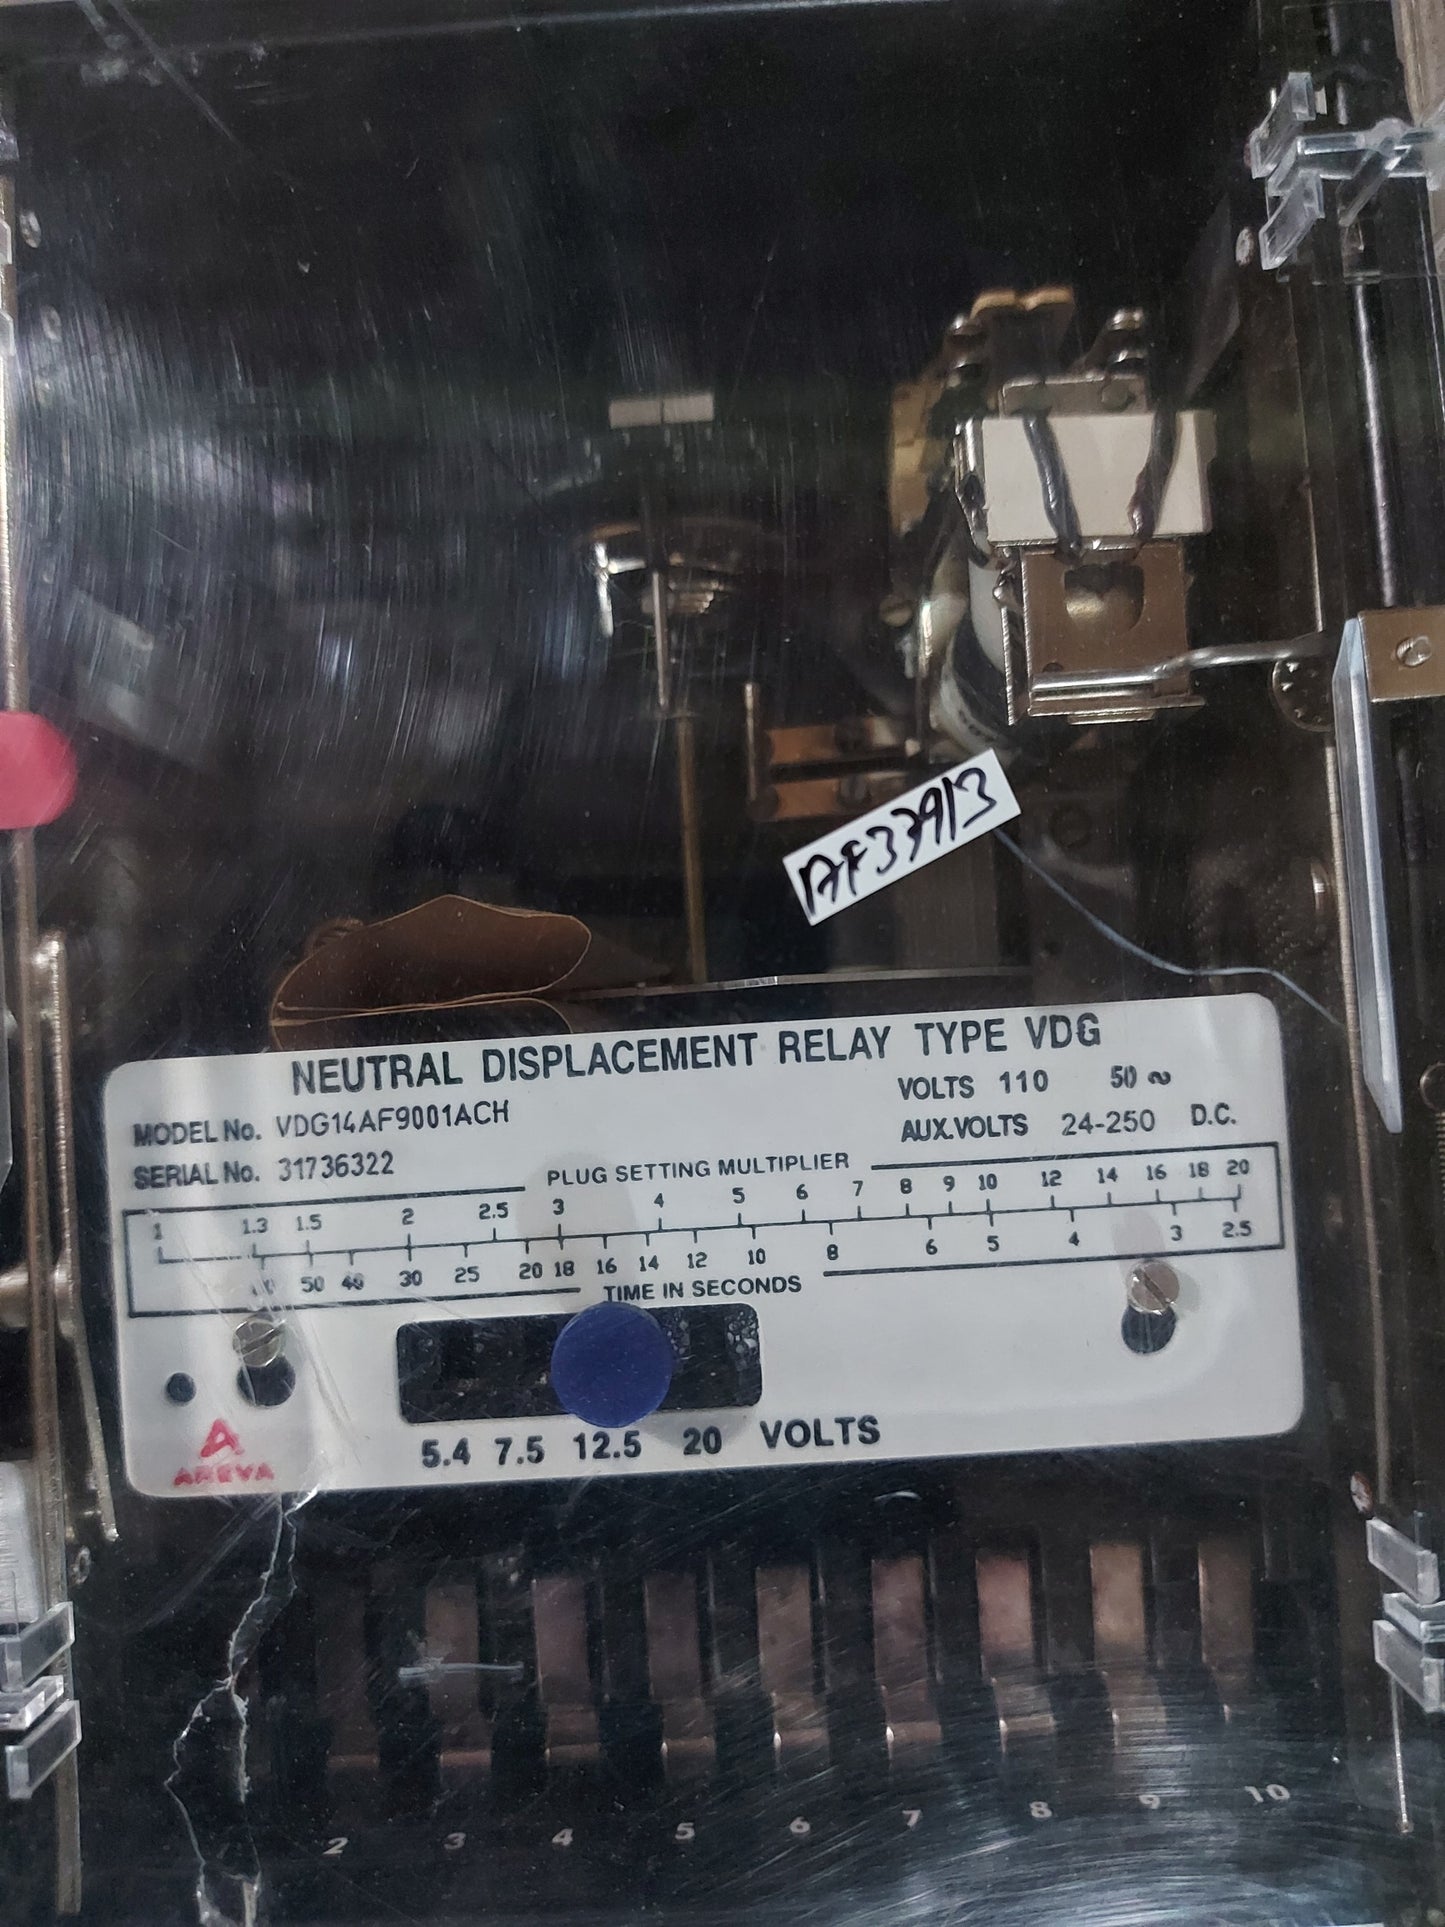 AF33913
NEUTRAL DISPLACEMENT RELAY TYPE VDG
VOLTS 110 50 ∾
MODEL No. VDG14AF9001ACH
AUX.VOLTS 24-250 D.C.
SERIAL No. 31736322
PLUG SETTING MULTIPLIER
1 1.3 1.5 2 2.5 3 4 5 6 7 8 9 10 12 14 16 18 20
50 40 30 25 20 18 16 14 12 10 8 6 5 4 3 2.5
TIME IN SECONDS
5.4 7.5 12.5 20 VOLTS
A
AREVA
2 3 4 5 6 7 8 9 10